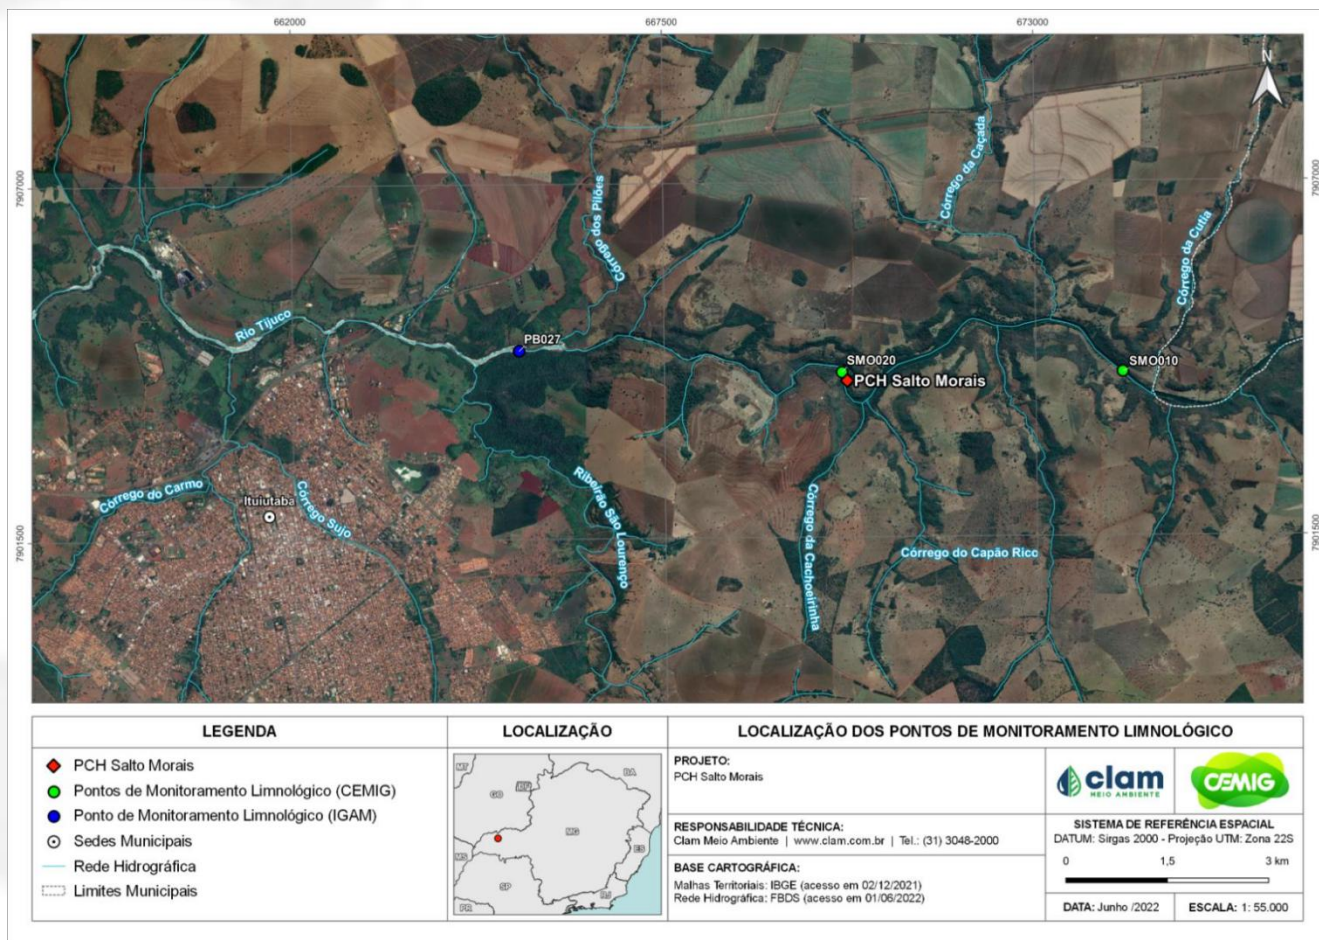 662000
667500
673000
N
7907000
7907000
Córrego da Caçada
Córrego dos Pilões
Córrego da Cutia
Rio Tijuco
PB027
SMO020
SMO010
PCH Salto Morais
Córrego do Carmo
Ituiutaba
Córrego Sujo
Ribeirão São Lourenço
Córrego da Cachoeirinha
Córrego do Capão Ricc
7901500
7901500
LEGENDA
PCH Salto Morais
Pontos de Monitoramento Limnológico (CEMIG)
Ponto de Monitoramento Limnológico (IGAM)
Sedes Municipais
Rede Hidrográfica
Limites Municipais
LOCALIZAÇÃO
MT
GO
DF
BA
MG
ES
MS
SP
RJ
PR
LOCALIZAÇÃO DOS PONTOS DE MONITORAMENTO LIMNOLÓGICO
PROJETO:
PCH Salto Morais
RESPONSABILIDADE TÉCNICA:
Clam Meio Ambiente | www.clam.com.br | Tel.: (31) 3048-2000
BASE CARTOGRÁFICA:
Malhas Territoriais: IBGE (acesso em 02/12/2021)
Rede Hidrográfica: FBDS (acesso em 01/06/2022)
clam
MEIO AMBIENTE
CEMIG
SISTEMA DE REFERÊNCIA ESPACIAL
DATUM: Sirgas 2000 - Projeção UTM: Zona 22S
0 1,5 3 km
DATA: Junho /2022
ESCALA: 1: 55.000